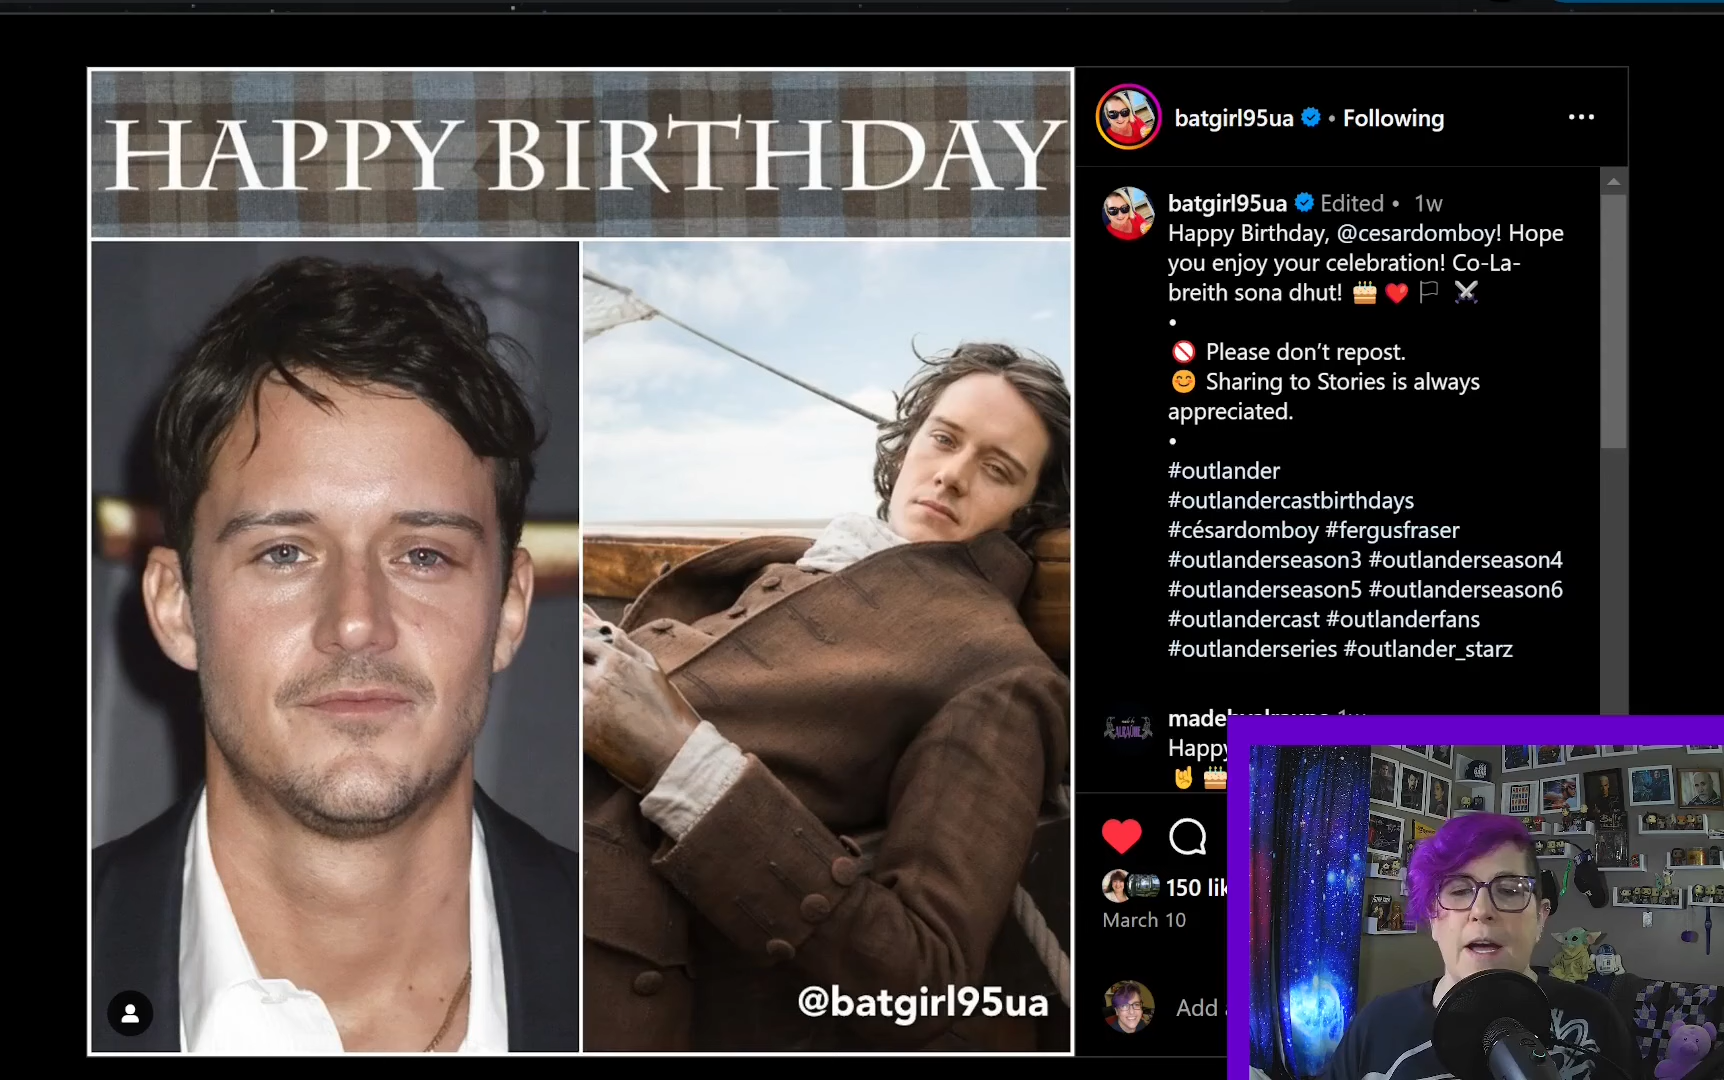 HAPPY BIRTHDAY
@batgirl95ua
batgirl95ua • Following
batgirl95ua Edited • 1w
Happy Birthday, @cesardomboy! Hope
you enjoy your celebration! Co-La-
breith sona dhut! 🎂 ❤️ 🏳 ⚔️
•
🚫 Please don’t repost.
😊 Sharing to Stories is always
appreciated.
•
#outlander
#outlandercastbirthdays
#césardomboy #fergusfraser
#outlanderseason3 #outlanderseason4
#outlanderseason5 #outlanderseason6
#outlandercast #outlanderfans
#outlanderseries #outlander_starz
Happy
🤘 🎂
150
March 10
Add